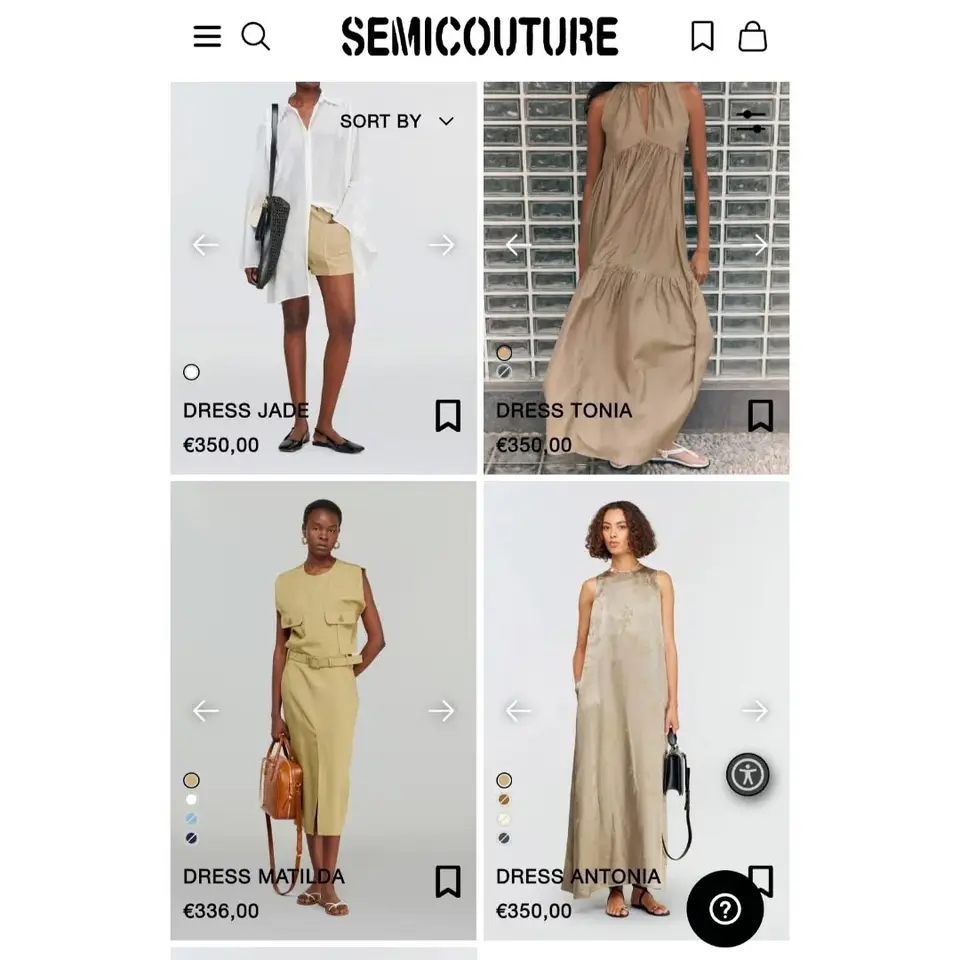 SEMICOUTURE
SORT BY
DRESS JADE
€350,00
DRESS TONIA
€350,00
DRESS MATILDA
€336,00
DRESS ANTONIA
€350,00
?